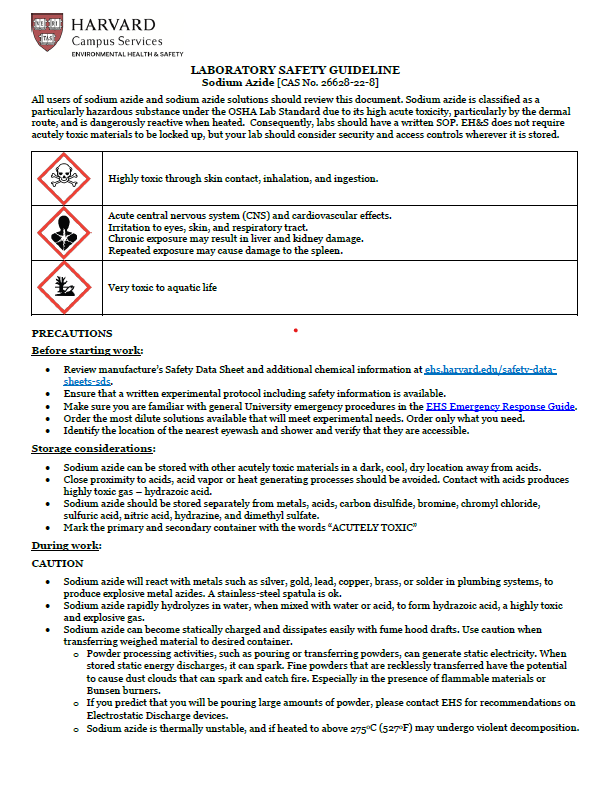 HARVARD
Campus Services
ENVIRONMENTAL HEALTH & SAFETY
LABORATORY SAFETY GUIDELINE
Sodium Azide [CAS No. 26628-22-8]
All users of sodium azide and sodium azide solutions should review this document. Sodium azide is classified as a
particularly hazardous substance under the OSHA Lab Standard due to its high acute toxicity, particularly by the dermal
route, and is dangerously reactive when heated. Consequently, labs should have a written SOP. EH&S does not require
acutely toxic materials to be locked up, but your lab should consider security and access controls wherever it is stored.
Highly toxic through skin contact, inhalation, and ingestion.
Acute central nervous system (CNS) and cardiovascular effects.
Irritation to eyes, skin, and respiratory tract.
Chronic exposure may result in liver and kidney damage.
Repeated exposure may cause damage to the spleen.
Very toxic to aquatic life
PRECAUTIONS
Before starting work:
• Review manufacture's Safety Data Sheet and additional chemical information at ehs.harvard.edu/safety-data-
sheets-sds.
• Ensure that a written experimental protocol including safety information is available.
• Make sure you are familiar with general University emergency procedures in the EHS Emergency Response Guide.
• Order the most dilute solutions available that will meet experimental needs. Order only what you need.
• Identify the location of the nearest eyewash and shower and verify that they are accessible.
Storage considerations:
• Sodium azide can be stored with other acutely toxic materials in a dark, cool, dry location away from acids.
• Close proximity to acids, acid vapor or heat generating processes should be avoided. Contact with acids produces
highly toxic gas – hydrazoic acid.
• Sodium azide should be stored separately from metals, acids, carbon disulfide, bromine, chromyl chloride,
sulfuric acid, nitric acid, hydrazine, and dimethyl sulfate.
• Mark the primary and secondary container with the words “ACUTELY TOXIC”
During work:
CAUTION
• Sodium azide will react with metals such as silver, gold, lead, copper, brass, or solder in plumbing systems, to
produce explosive metal azides. A stainless-steel spatula is ok.
• Sodium azide rapidly hydrolyzes in water, when mixed with water or acid, to form hydrazoic acid, a highly toxic
and explosive gas.
• Sodium azide can become statically charged and dissipates easily with fume hood drafts. Use caution when
transferring weighed material to desired container.
o Powder processing activities, such as pouring or transferring powders, can generate static electricity. When
stored static energy discharges, it can spark. Fine powders that are recklessly transferred have the potential
to cause dust clouds that can spark and catch fire. Especially in the presence of flammable materials or
Bunsen burners.
o If you predict that you will be pouring large amounts of powder, please contact EHS for recommendations on
Electrostatic Discharge devices.
o Sodium azide is thermally unstable, and if heated to above 275°C (527°F) may undergo violent decomposition.